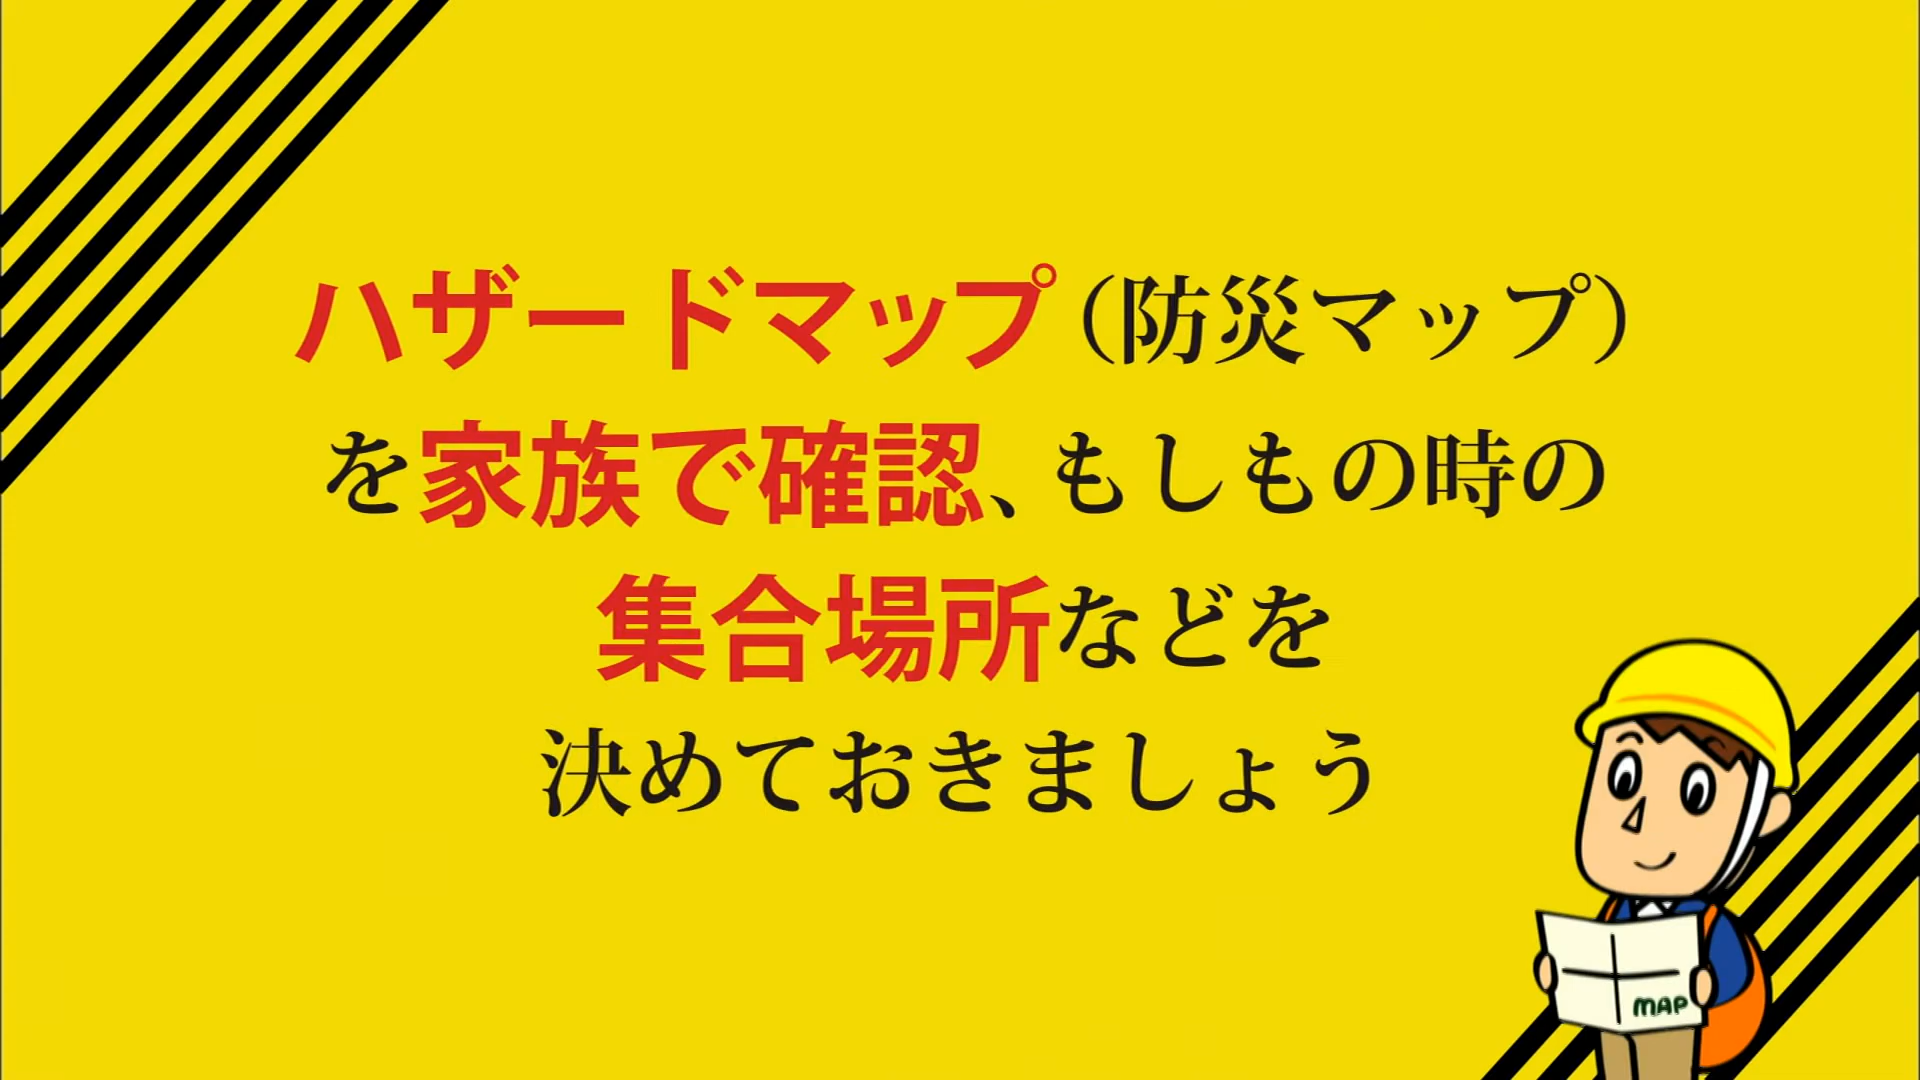 ハザードマップ（防災マップ）
を家族で確認、もしもの時の
集合場所などを
決めておきましょう
MAP